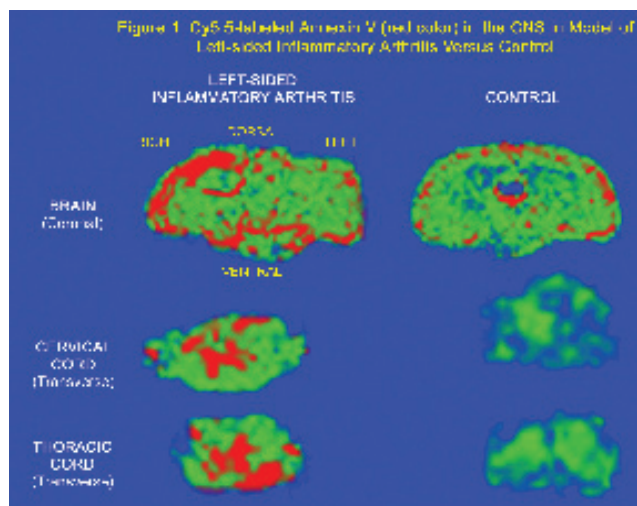 Figure 1 Cy5.5-labeled Annexin V (red color) in the CNS in Model of
Left-sided Inflammatory Arthritis Versus Control
LEFT-SIDED
INFLAMMATORY ARTHRITIS
CONTROL
DORSAL
LEFT
BRAIN
(Coronal)
VENTRAL
CERVICAL
CORD
(Transverse)
THORACIC
CORD
(Transverse)